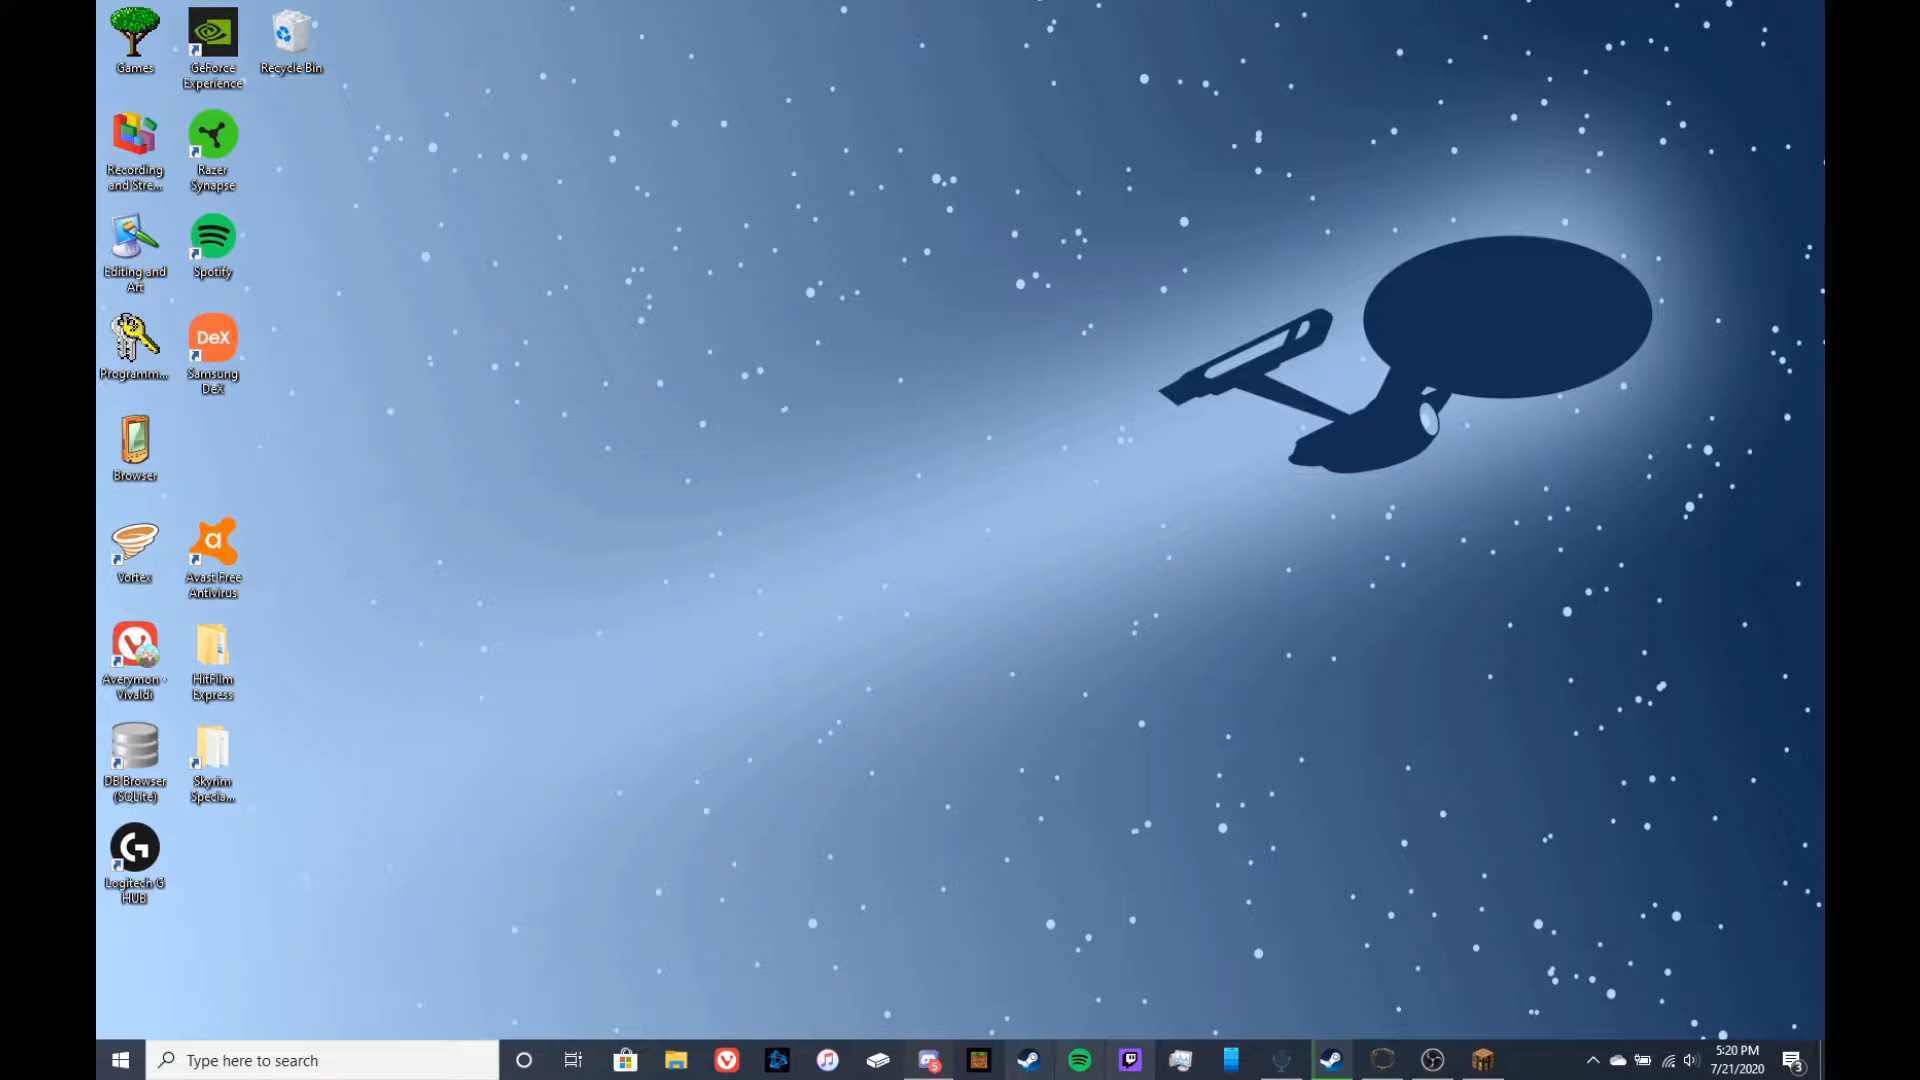 Games
GeForce
Experience
Recycle Bin
Recording
and Stre...
Razer
Synapse
Editing and
Art
Spotify
Programm...
DeX
Samsung
DeX
Browser
Vortex
a
Avast Free
Antivirus
Averymon -
Vivaldi
HitFilm
Express
DB Browser
(SQLite)
Skyrim
Specia...
G
Logitech G
HUB
Type here to search
5
5:20 PM
7/21/2020
3